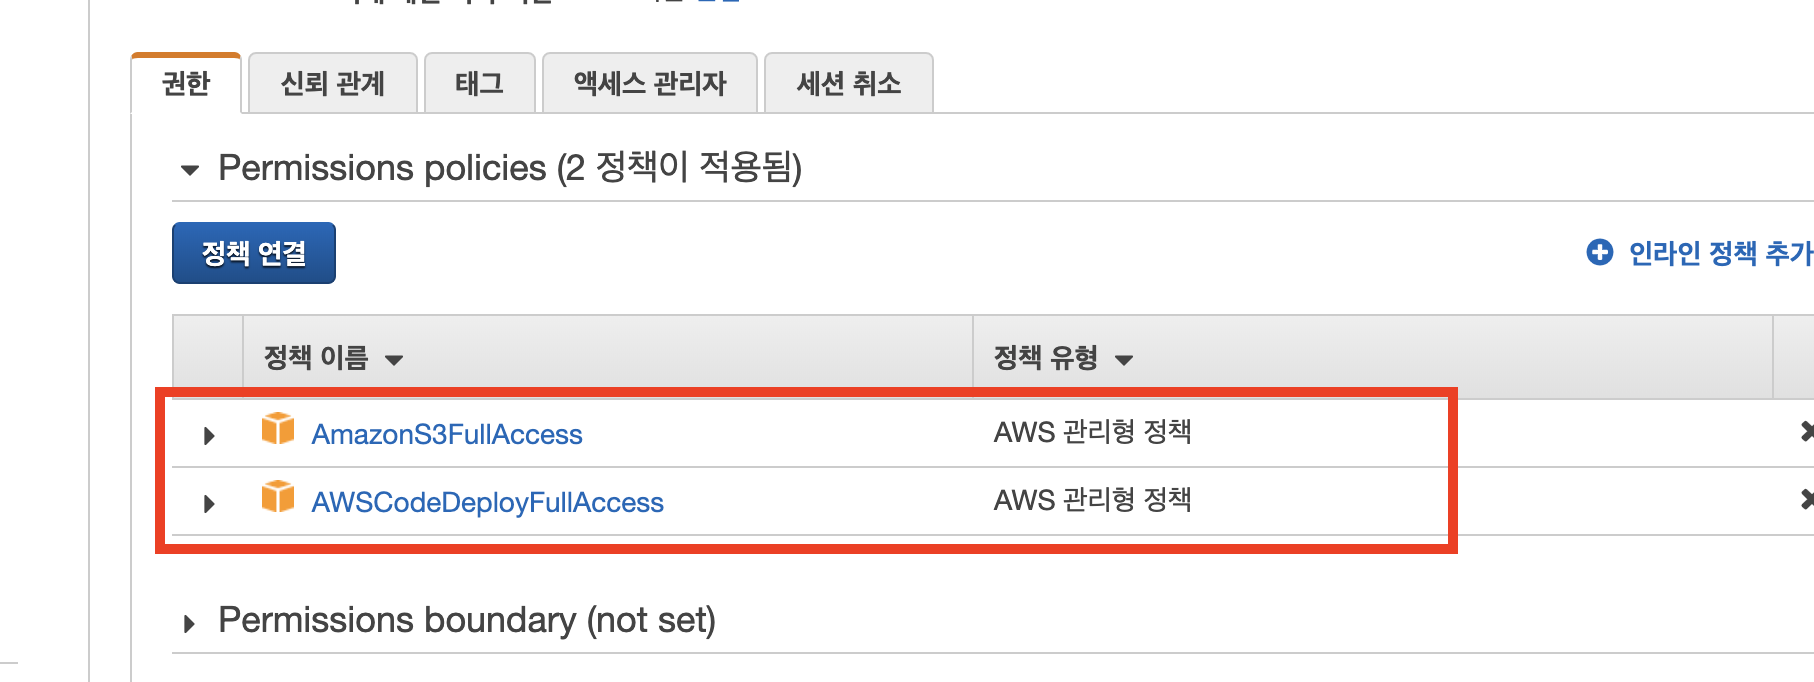 권한 신뢰 관계 태그 액세스 관리자 세션 취소
Permissions policies (2 정책이 적용됨)
정책 연결 인라인 정책 추가
정책 이름 정책 유형
AmazonS3FullAccess AWS 관리형 정책
AWSCodeDeployFullAccess AWS 관리형 정책
Permissions boundary (not set)